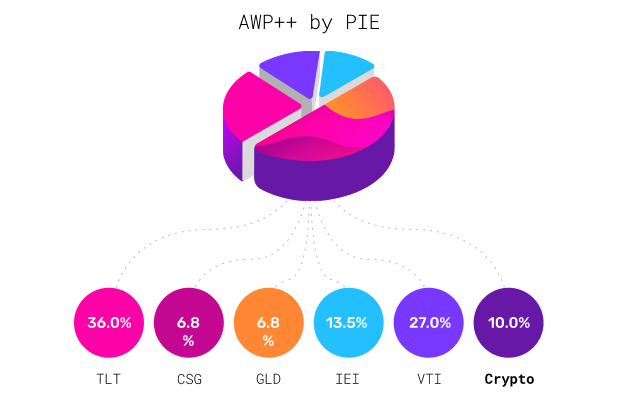 AWP++ by PIE
36.0% 6.8 % 6.8 % 13.5% 27.0% 10.0%
TLT CSG GLD IEI VTI Crypto